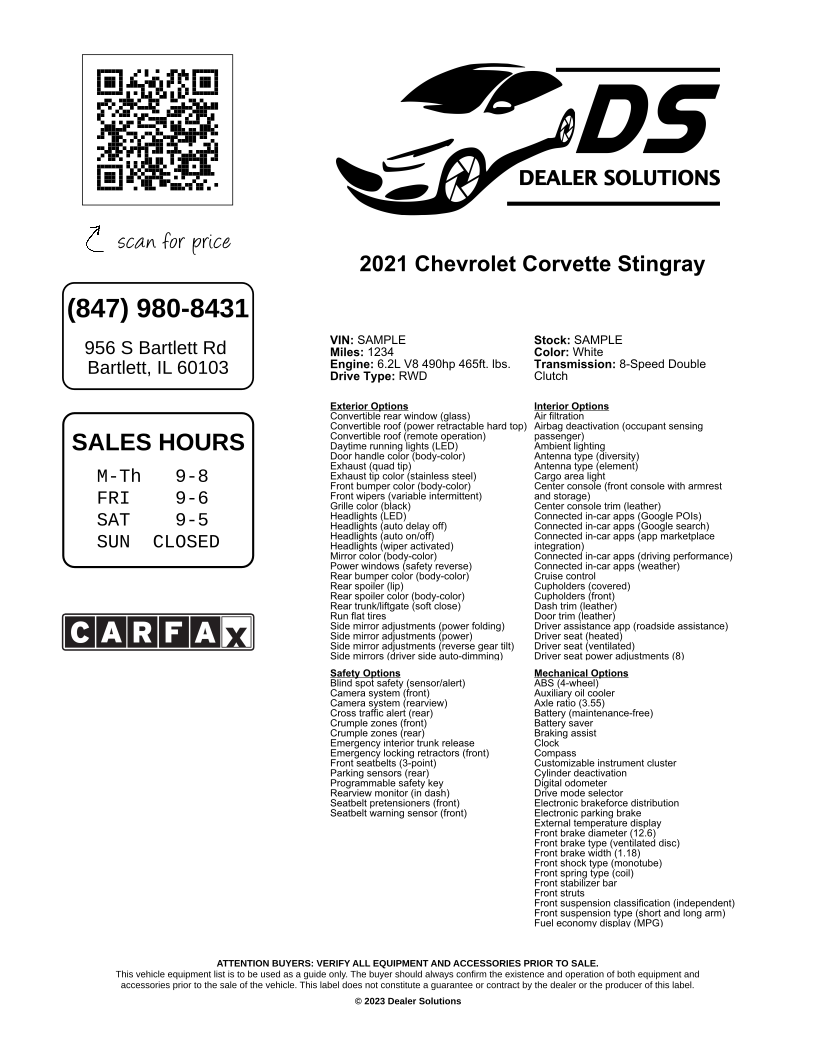 scan for price
(847) 980-8431
956 S Bartlett Rd
Bartlett, IL 60103
SALES HOURS
M-Th 9-8
FRI 9-6
SAT 9-5
SUN CLOSED
CARFAX
DS
DEALER SOLUTIONS
2021 Chevrolet Corvette Stingray
VIN: SAMPLE
Miles: 1234
Engine: 6.2L V8 490hp 465ft. lbs.
Drive Type: RWD
Stock: SAMPLE
Color: White
Transmission: 8-Speed Double
Clutch
Exterior Options
Convertible rear window (glass)
Convertible roof (power retractable hard top)
Convertible roof (remote operation)
Daytime running lights (LED)
Door handle color (body-color)
Exhaust (quad tip)
Exhaust tip color (stainless steel)
Front bumper color (body-color)
Front wipers (variable intermittent)
Grille color (black)
Headlights (LED)
Headlights (auto delay off)
Headlights (auto on/off)
Headlights (wiper activated)
Mirror color (body-color)
Power windows (safety reverse)
Rear bumper color (body-color)
Rear spoiler (lip)
Rear spoiler color (body-color)
Rear trunk/liftgate (soft close)
Run flat tires
Side mirror adjustments (power folding)
Side mirror adjustments (power)
Side mirror adjustments (reverse gear tilt)
Side mirrors (driver side auto-dimming)
Interior Options
Air filtration
Airbag deactivation (occupant sensing
passenger)
Ambient lighting
Antenna type (diversity)
Antenna type (element)
Cargo area light
Center console (front console with armrest
and storage)
Center console trim (leather)
Connected in-car apps (Google POIs)
Connected in-car apps (Google search)
Connected in-car apps (app marketplace
integration)
Connected in-car apps (driving performance)
Connected in-car apps (weather)
Cruise control
Cupholders (covered)
Cupholders (front)
Dash trim (leather)
Door trim (leather)
Driver assistance app (roadside assistance)
Driver seat (heated)
Driver seat (ventilated)
Driver seat power adjustments (8)
Safety Options
Blind spot safety (sensor/alert)
Camera system (front)
Camera system (rearview)
Cross traffic alert (rear)
Crumple zones (front)
Crumple zones (rear)
Emergency interior trunk release
Emergency locking retractors (front)
Front seatbelts (3-point)
Parking sensors (rear)
Programmable safety key
Rearview monitor (in dash)
Seatbelt pretensioners (front)
Seatbelt warning sensor (front)
Mechanical Options
ABS (4-wheel)
Auxiliary oil cooler
Axle ratio (3.55)
Battery (maintenance-free)
Battery saver
Braking assist
Clock
Compass
Customizable instrument cluster
Cylinder deactivation
Digital odometer
Drive mode selector
Electronic brakeforce distribution
Electronic parking brake
External temperature display
Front brake diameter (12.6)
Front brake type (ventilated disc)
Front brake width (1.18)
Front shock type (monotube)
Front spring type (coil)
Front stabilizer bar
Front struts
Front suspension classification (independent)
Front suspension type (short and long arm)
Fuel economy display (MPG)
ATTENTION BUYERS: VERIFY ALL EQUIPMENT AND ACCESSORIES PRIOR TO SALE.
This vehicle equipment list is to be used as a guide only. The buyer should always confirm the existence and operation of both equipment and
accessories prior to the sale of the vehicle. This label does not constitute a guarantee or contract by the dealer or the producer of this label.
© 2023 Dealer Solutions